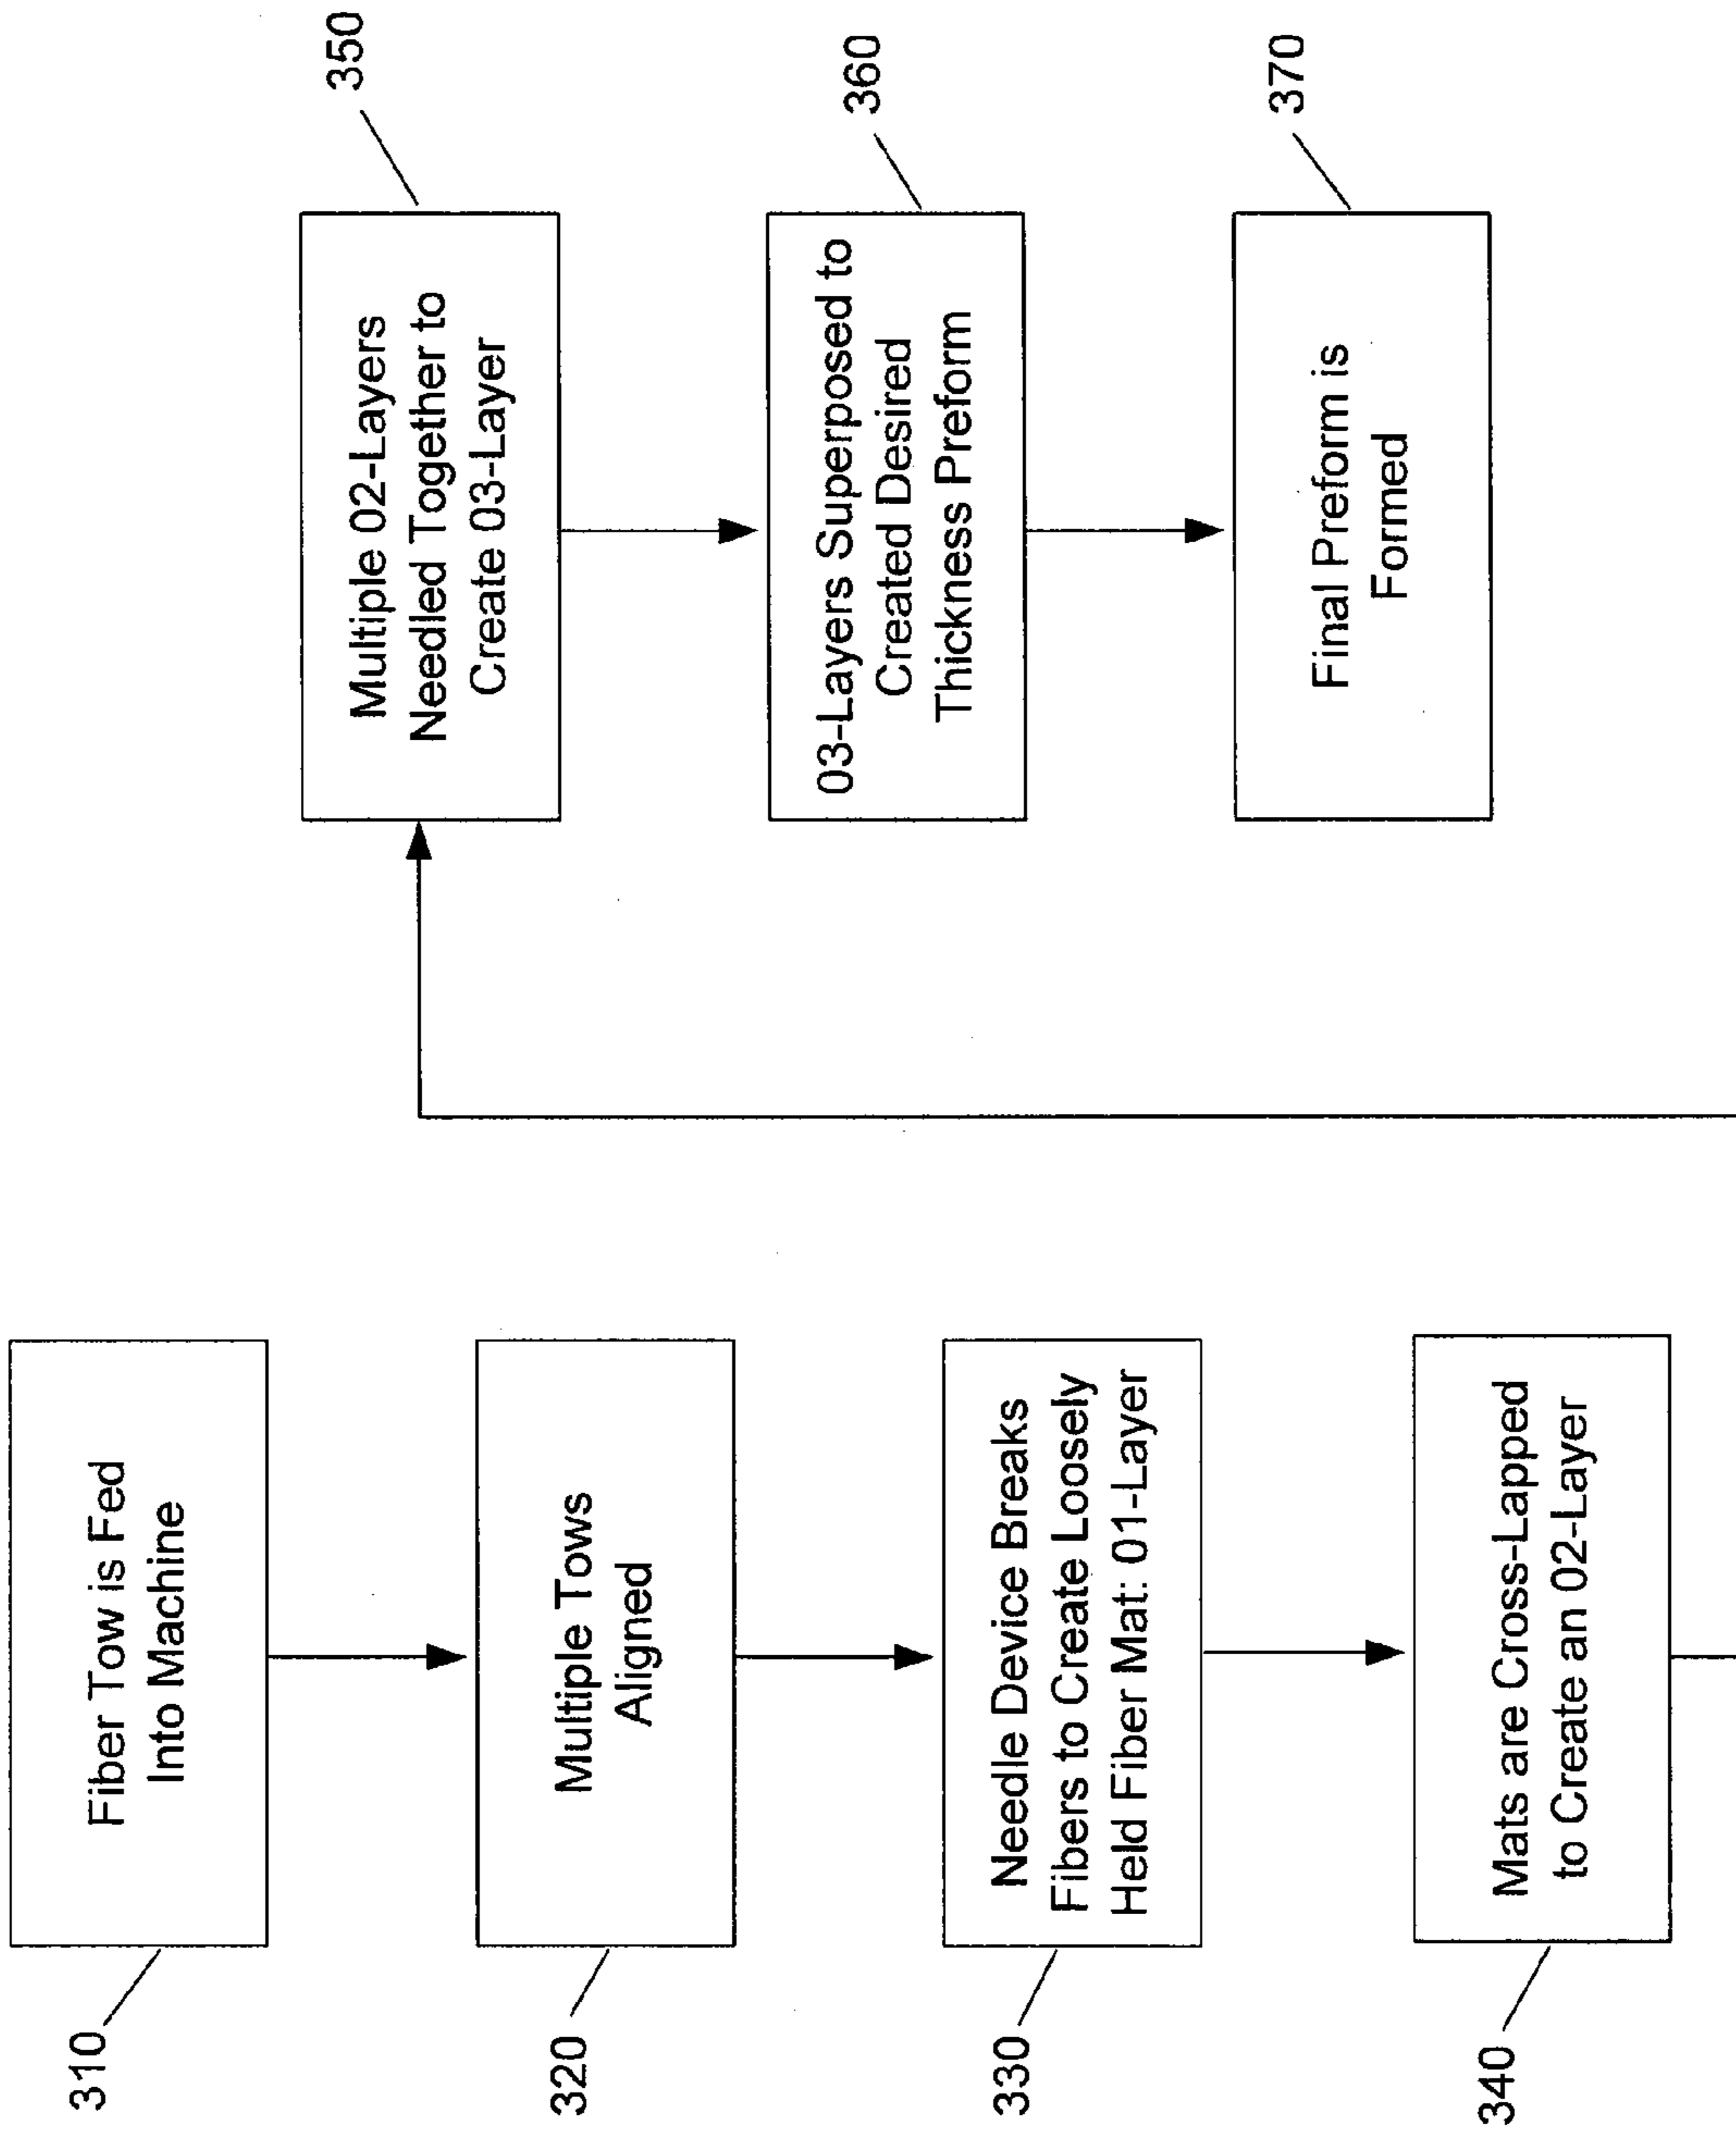 310
Fiber Tow is Fed
Into Machine
320
Multiple Tows
Aligned
330
Needle Device Breaks
Fibers to Create Loosely
Held Fiber Mat: 01-Layer
340
Mats are Cross-Lapped
to Create an 02-Layer
350
Multiple 02-Layers
Needled Together to
Create 03-Layer
360
03-Layers Superposed to
Created Desired
Thickness Preform
370
Final Preform is
Formed